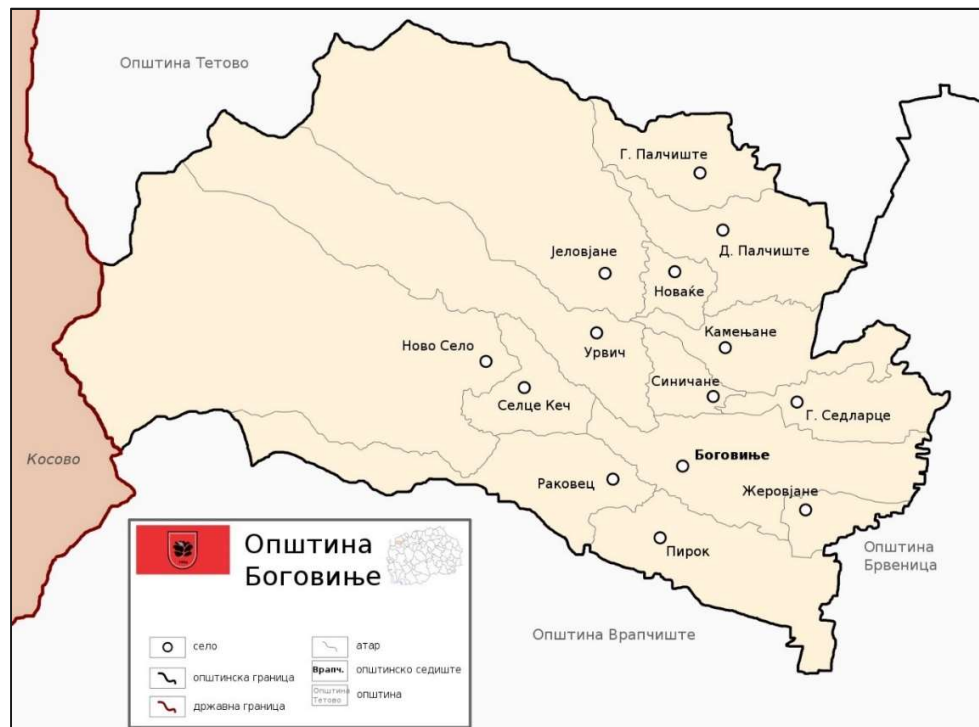 Општина Тетово
Г. Палчиште
Д. Палчиште
Јеловјане
Новаќе
Камењане
Ново Село
Урвич
Синичане
Селце Кеч
Г. Седларце
Косово
Боговиње
Раковец
Жеровјане
Пирок
Општина
Брвеница
Општина Врапчиште
Општина
Боговиње
село
општинска граница
државна граница
атар
Врапч.
општинско седиште
Општина
Тетово
општина